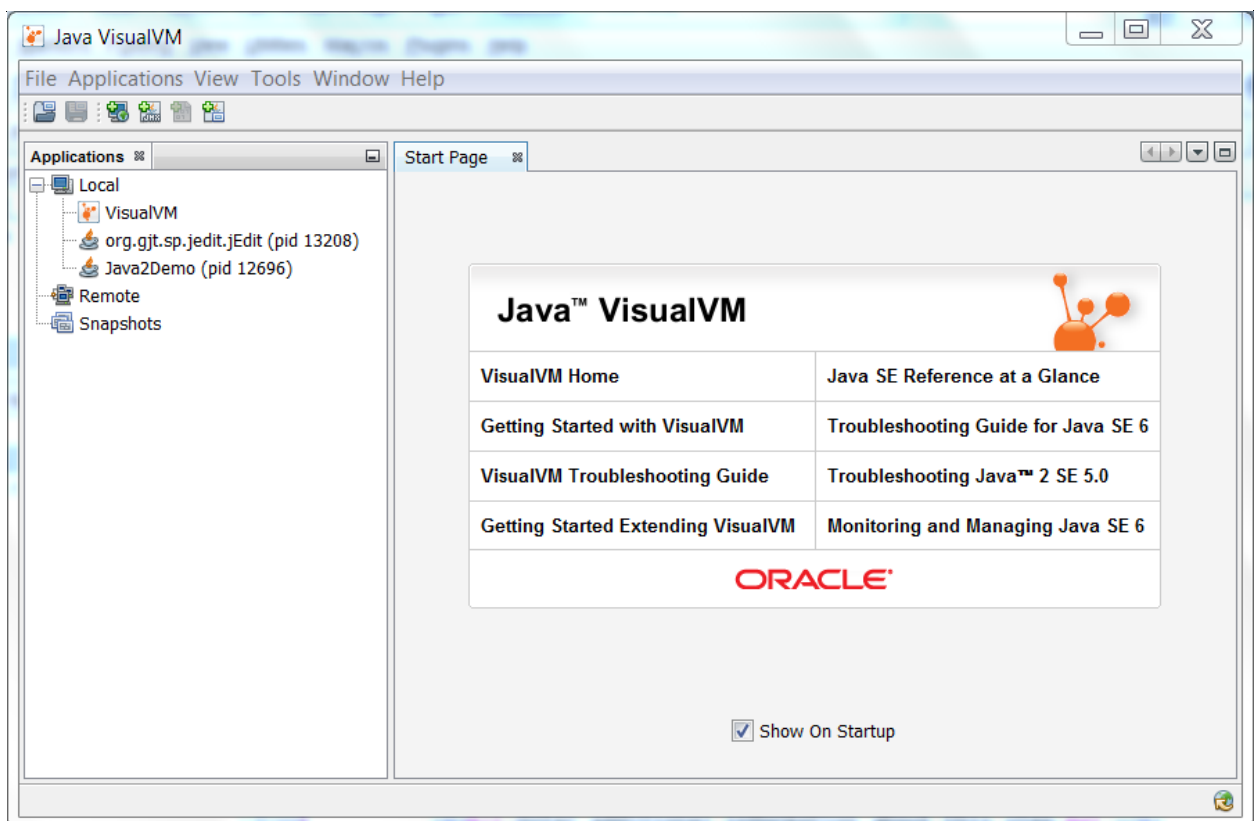 Java VisualVM
File Applications View Tools Window Help
Applications
Start Page
Local
VisualVM
org.gjt.sp.jedit.jEdit (pid 13208)
Java2Demo (pid 12696)
Remote
Snapshots
Java™ VisualVM
VisualVM Home
Java SE Reference at a Glance
Getting Started with VisualVM
Troubleshooting Guide for Java SE 6
VisualVM Troubleshooting Guide
Troubleshooting Java™ 2 SE 5.0
Getting Started Extending VisualVM
Monitoring and Managing Java SE 6
ORACLE
Show On Startup